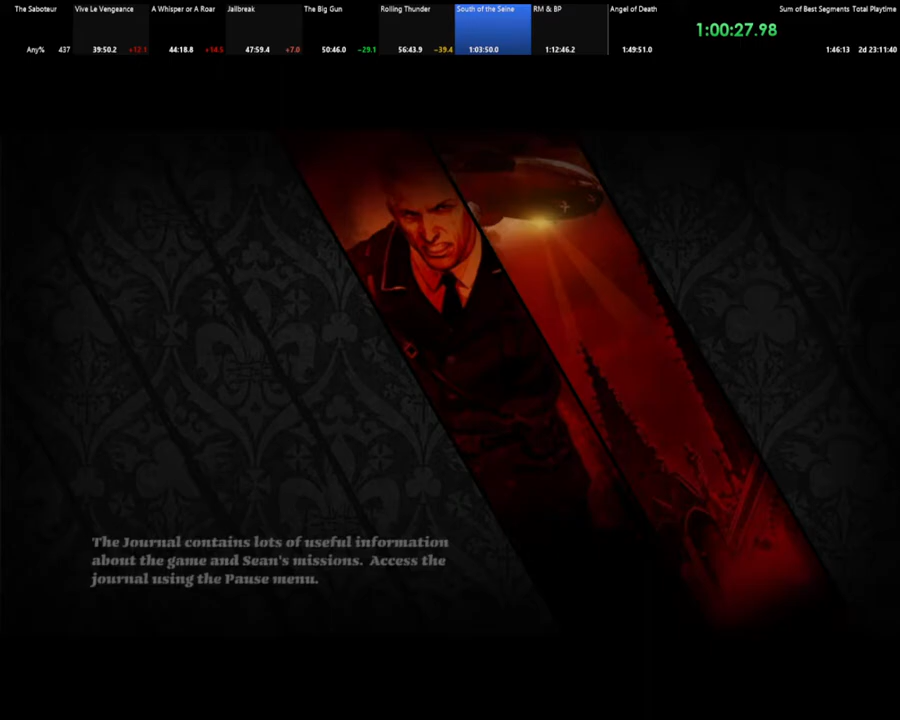 The Saboteur
Any% 437
Vive Le Vengeance
39:50.2 +12.1
A Whisper or A Roar
44:18.8 +14.5
Jailbreak
47:59.4 +7.0
The Big Gun
50:46.0 −29.1
Rolling Thunder
56:43.9 −39.4
South of the Seine
1:03:50.0
RM & BP
1:12:46.2
Angel of Death
1:49:51.0
1:00:27.98
Sum of Best Segments
1:46:13
Total Playtime
2d 23:11:40
The Journal contains lots of useful information
about the game and Sean's missions. Access the
journal using the Pause menu.